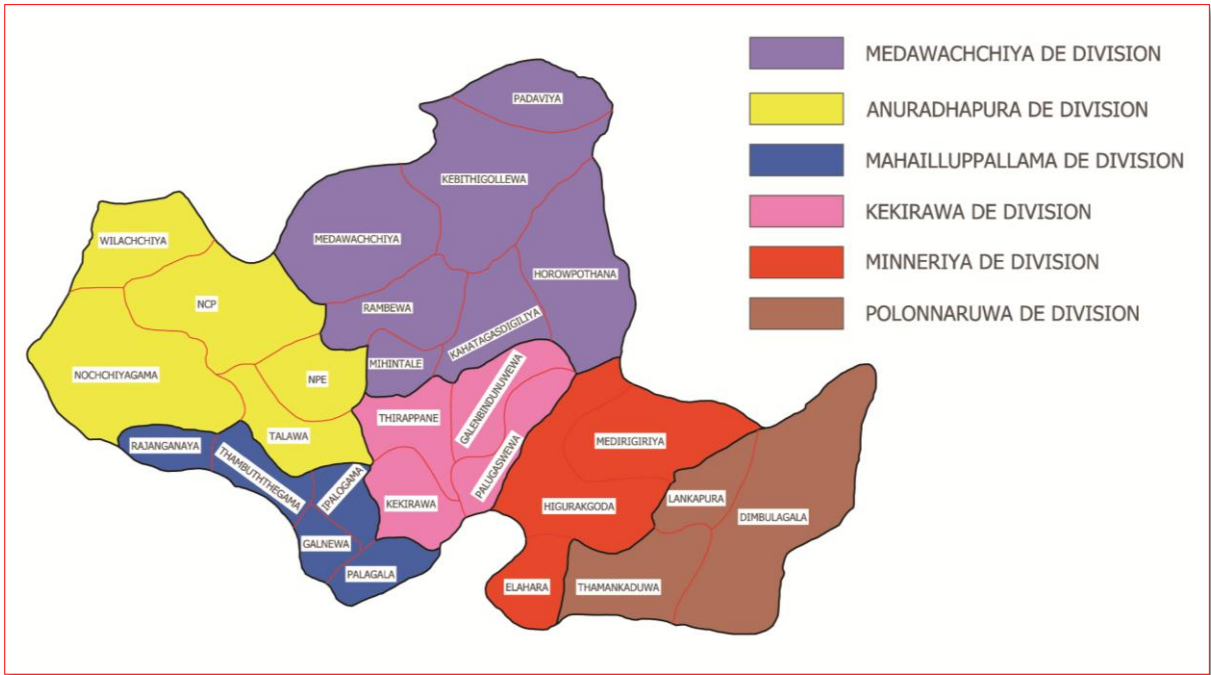 MEDAWACHCHIYA DE DIVISION
ANURADHAPURA DE DIVISION
MAHAILLUPPALLAMA DE DIVISION
KEKIRAWA DE DIVISION
MINNERIYA DE DIVISION
POLONNARUWA DE DIVISION
PADAVIYA
KEBITHIGOLLEWA
MEDAWACHCHIYA
WILACHCHIYA
HOROWPOTHANA
NCP
RAMBEWA
KAHATAGASDIGILIYA
MIHINTALE
NOCHCHIYAGAMA
NPE
GALENBINDUNUWEWA
THIRAPPANE
TALAWA
MEDIRIGIRIYA
RAJANGANAYA
THAMBUTHTHEGAMA
IPALOGAMA
PALUGASWEWA
KEKIRAWA
HIGURAKGODA
LANKAPURA
DIMBULAGALA
GALNEWA
PALAGALA
ELAHARA
THAMANKADUWA